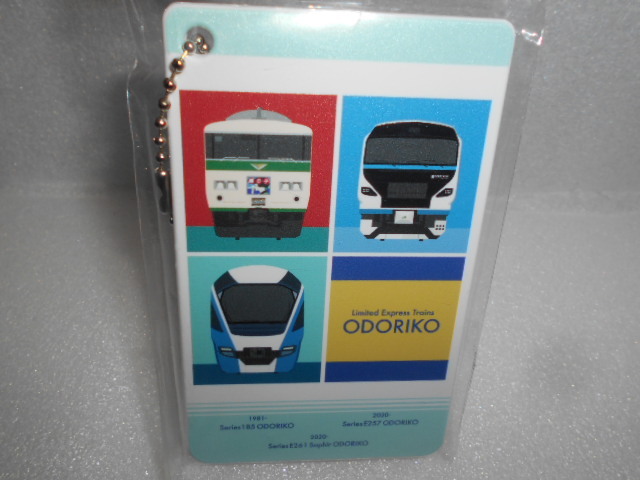 Limited Express Trains
ODORIKO
1981-
Series185 ODORIKO
2020-
SeriesE257 ODORIKO
2020-
SeriesE261 Saphir ODORIKO